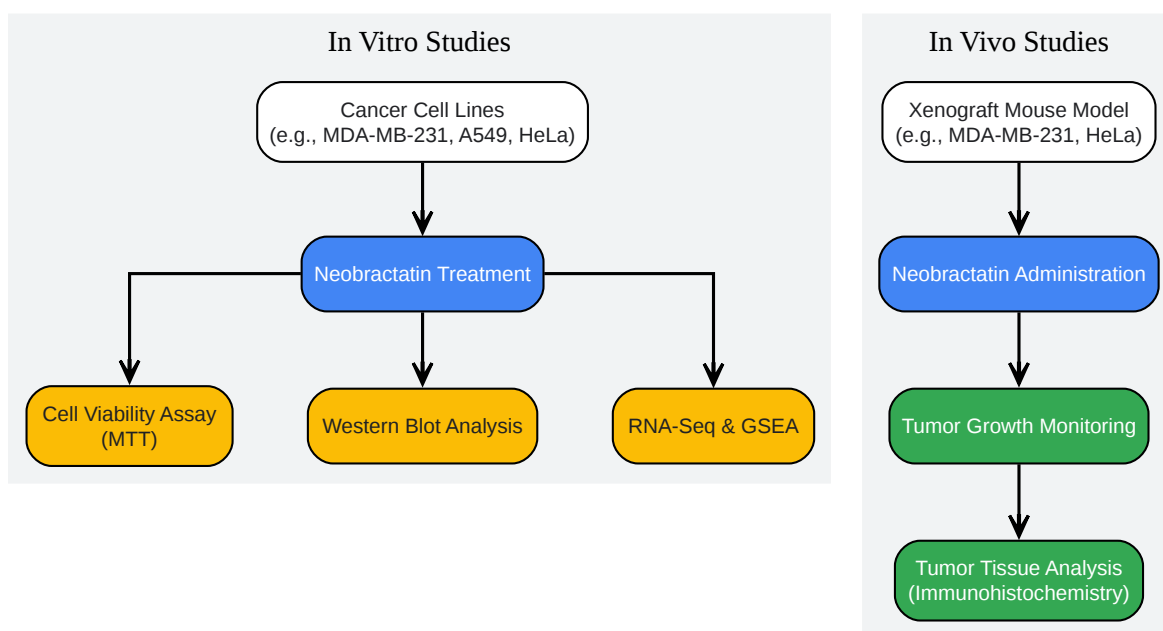 In Vitro Studies
Cancer Cell Lines
(e.g., MDA-MB-231, A549, HeLa)
Neobractatin Treatment
Cell Viability Assay
(MTT)
Western Blot Analysis
RNA-Seq & GSEA
In Vivo Studies
Xenograft Mouse Model
(e.g., MDA-MB-231, HeLa)
Neobractatin Administration
Tumor Growth Monitoring
Tumor Tissue Analysis
(Immunohistochemistry)